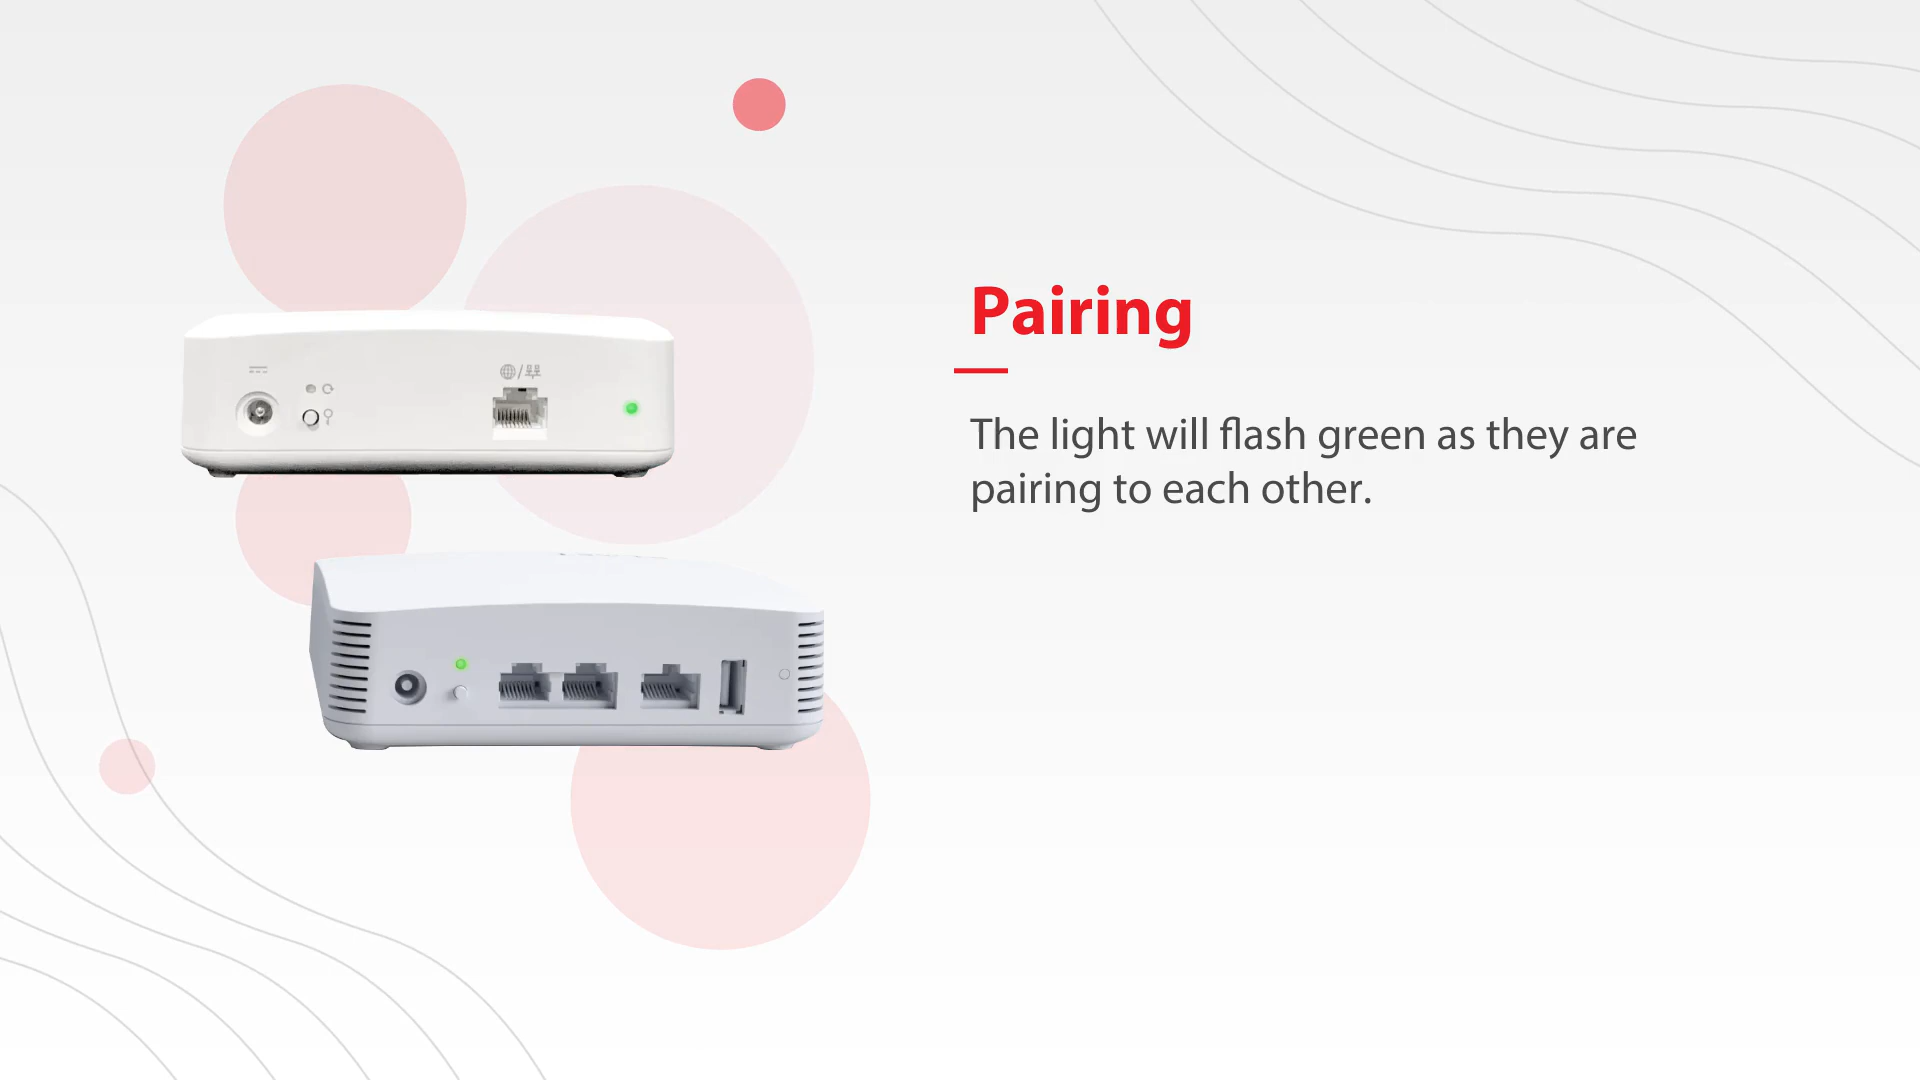 Pairing
The light will flash green as they are
pairing to each other.